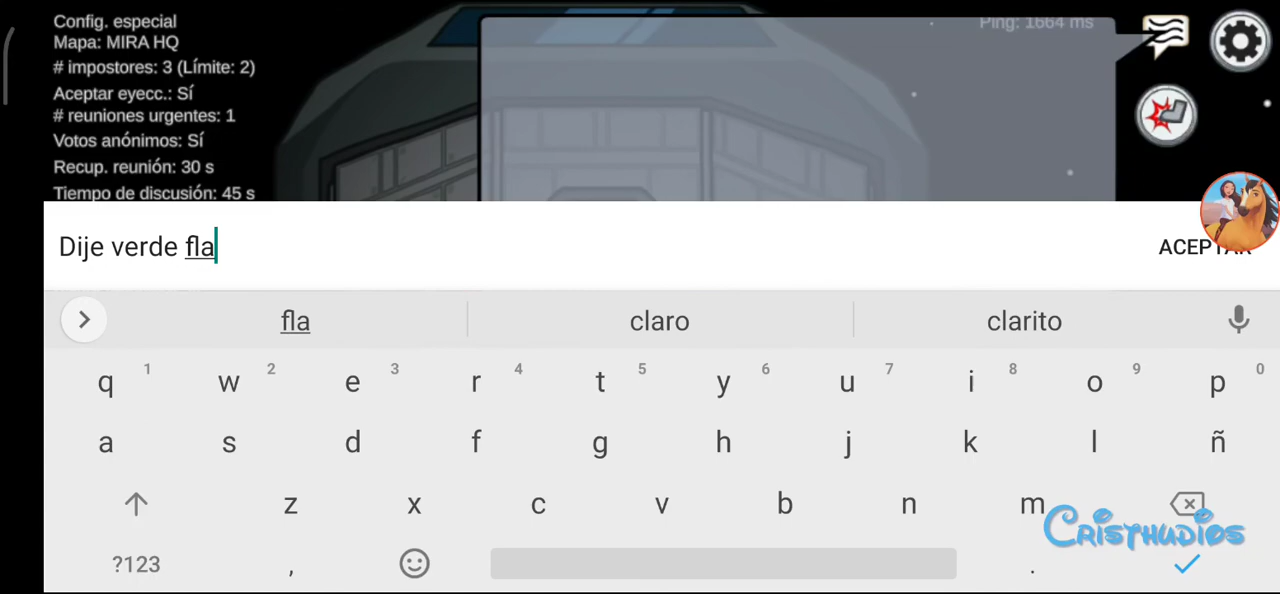 Config. especial
Mapa: MIRA HQ
# impostores: 3 (Límite: 2)
Aceptar eyecc.: Sí
# reuniones urgentes: 1
Votos anónimos: Sí
Recup. reunión: 30 s
Tiempo de discusión: 45 s
Ping: 1664 ms
Dije verde fla
ACEPTAR
fla claro clarito
q 1 w 2 e 3 r 4 t 5 y 6 u 7 i 8 o 9 p 0
a s d f g h j k l ñ
z x c v b n m
CRISTHUDIOS
?123 , .